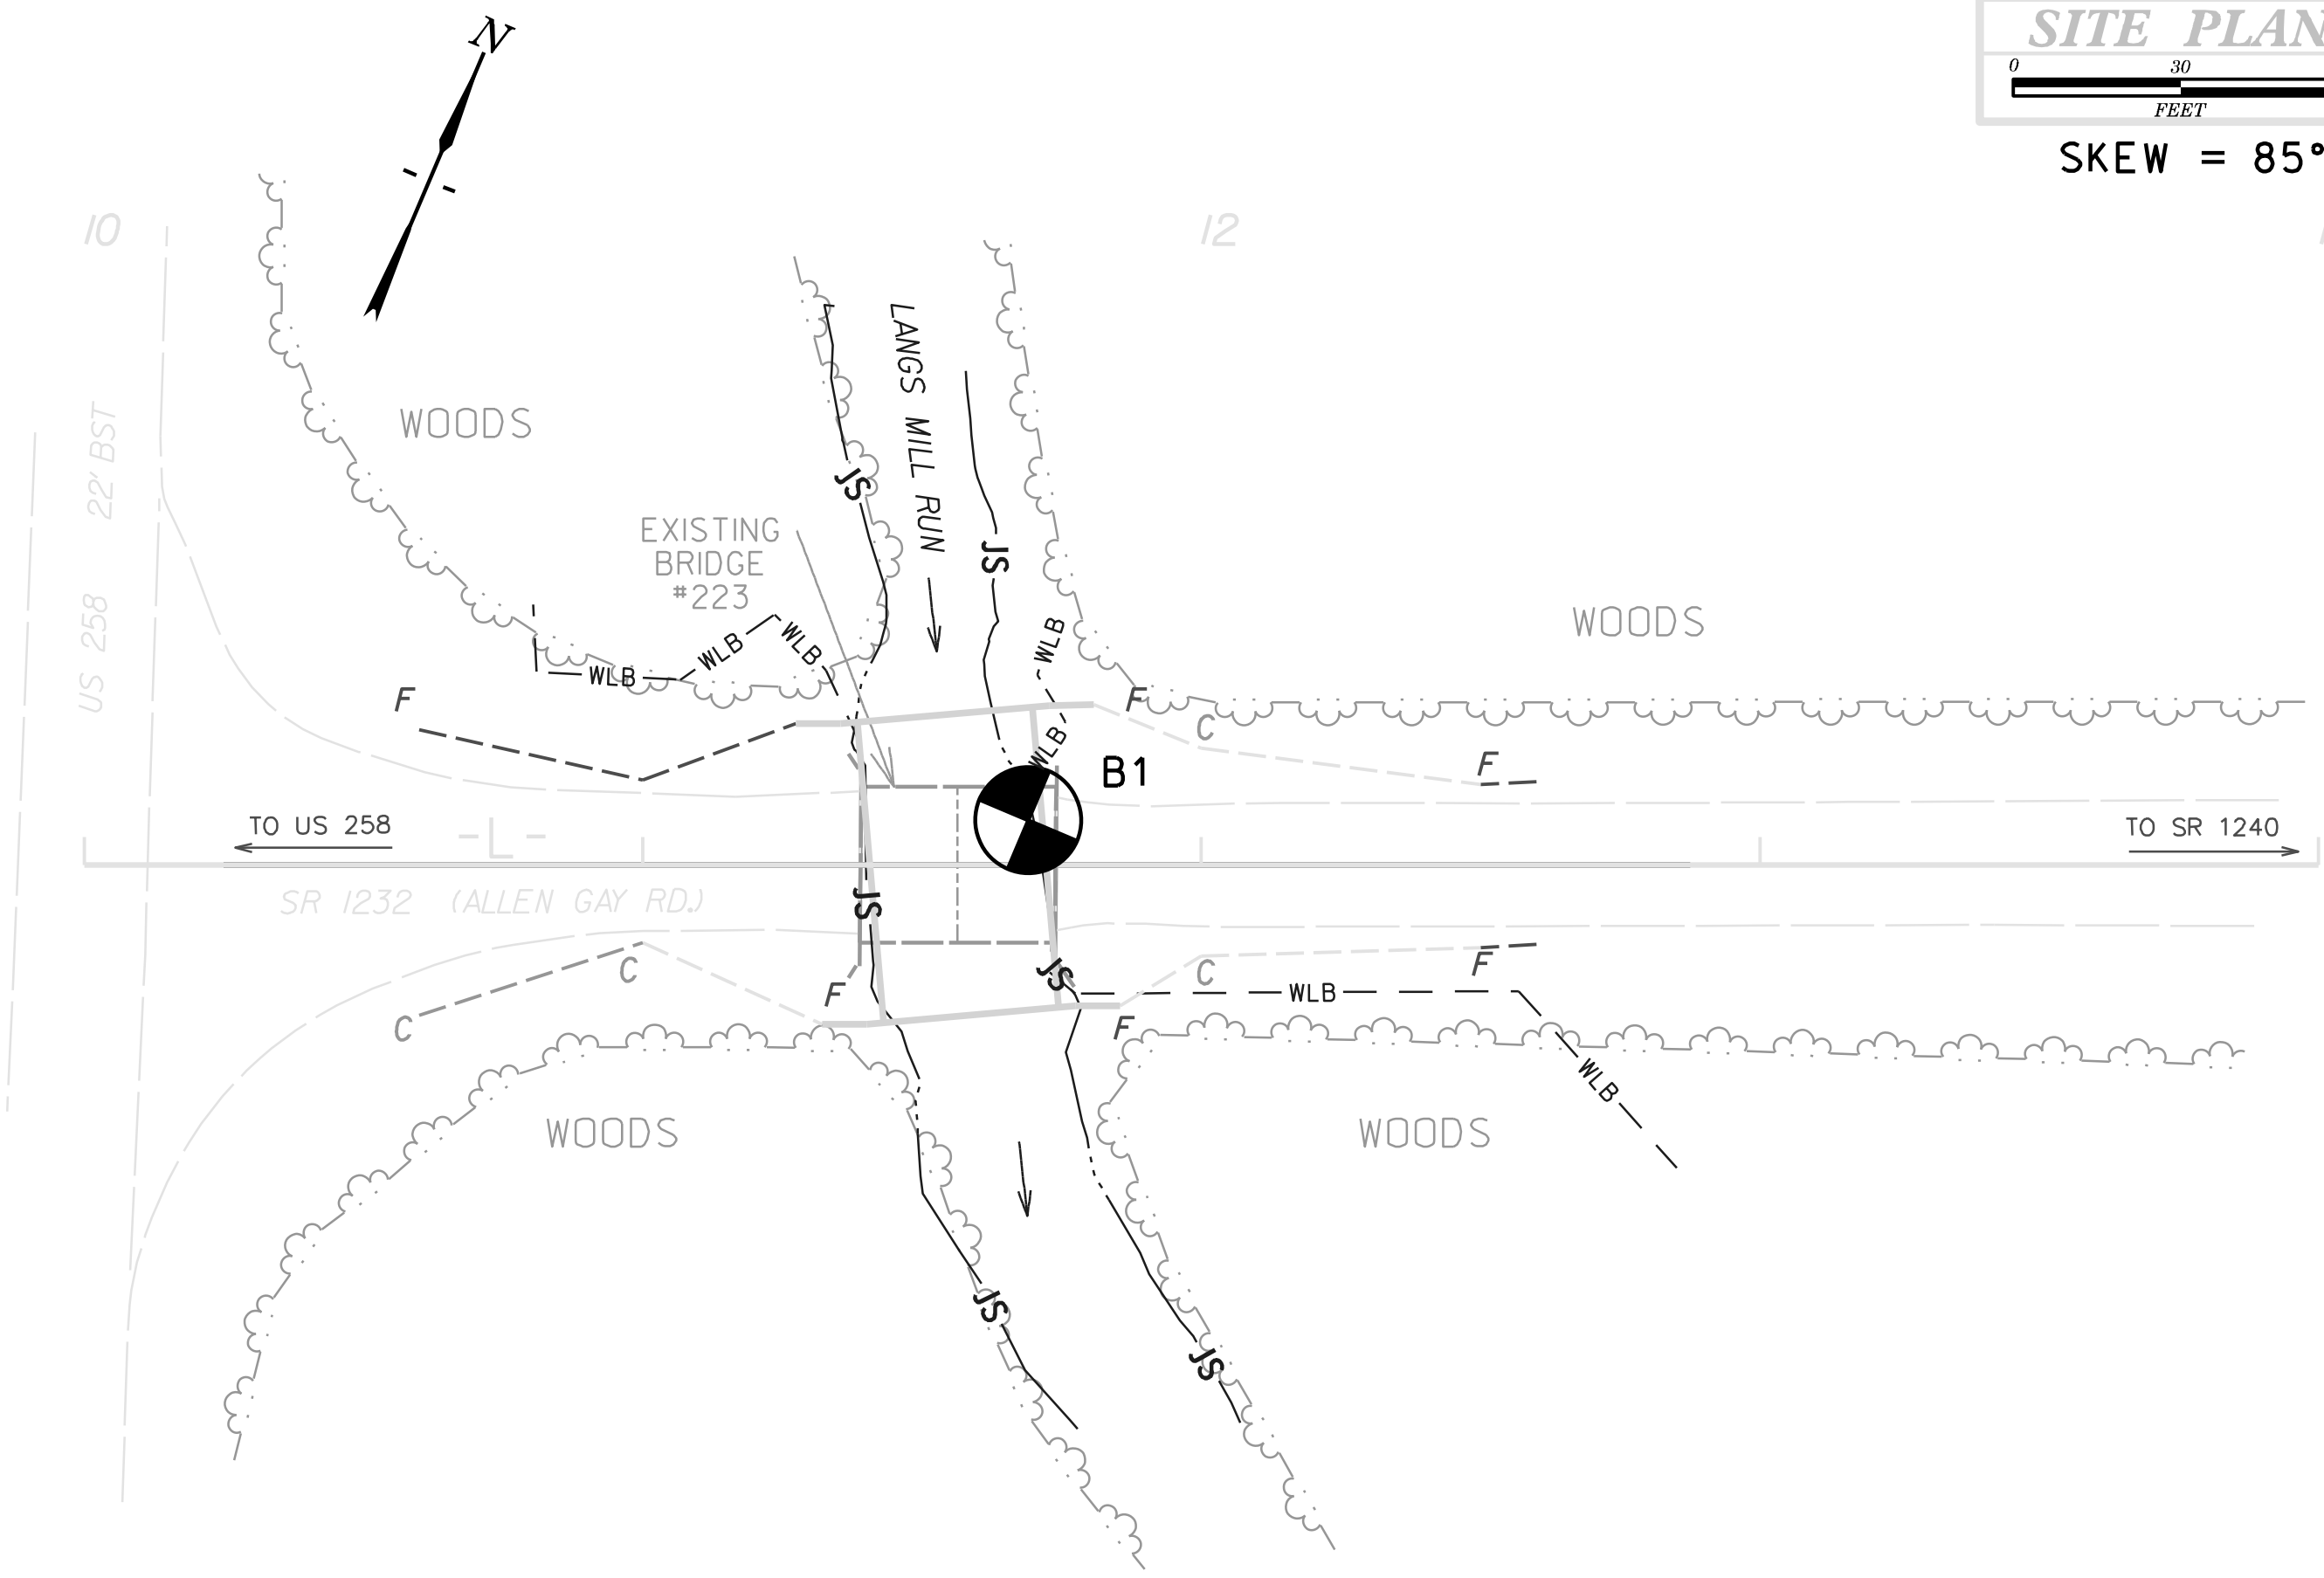 N
SITE PLAN
0 30
FEET
SKEW = 85°
10
12
LANGS MILL RUN
WOODS
22' BST
US 258
JS
EXISTING
BRIDGE
#223
JS
WLB
WLB
WLB
WLB
WOODS
F
F
C
WLB
F
B1
TO US 258
-L-
TO SR 1240
SR 1232 (ALLEN GAY RD.)
JS
C
F
JS
C
F
WLB
C
F
WLB
WOODS
WOODS
JS
JS